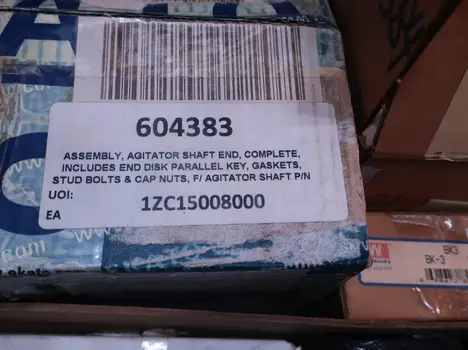 604383
ASSEMBLY, AGITATOR SHAFT END, COMPLETE,
INCLUDES END DISK PARALLEL KEY, GASKETS,
STUD BOLTS & CAP NUTS, F/ AGITATOR SHAFT P/N
UOI:
1ZC15008000
EA
BK3
BK-3